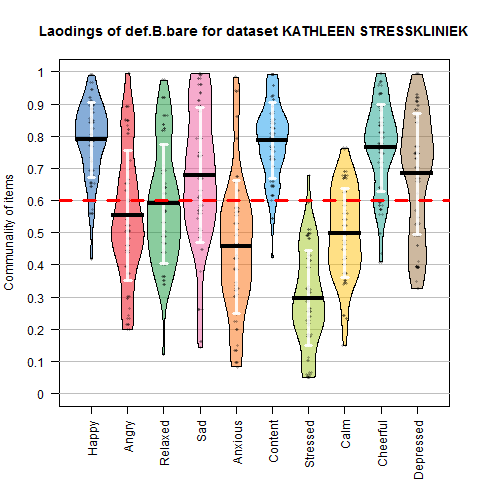 Laodings of def.B.bare for dataset KATHLEEN STRESSKLINIEK
Communality of items
1
0.9
0.8
0.7
0.6
0.5
0.4
0.3
0.2
0.1
0
Happy
Angry
Relaxed
Sad
Anxious
Content
Stressed
Calm
Cheerful
Depressed